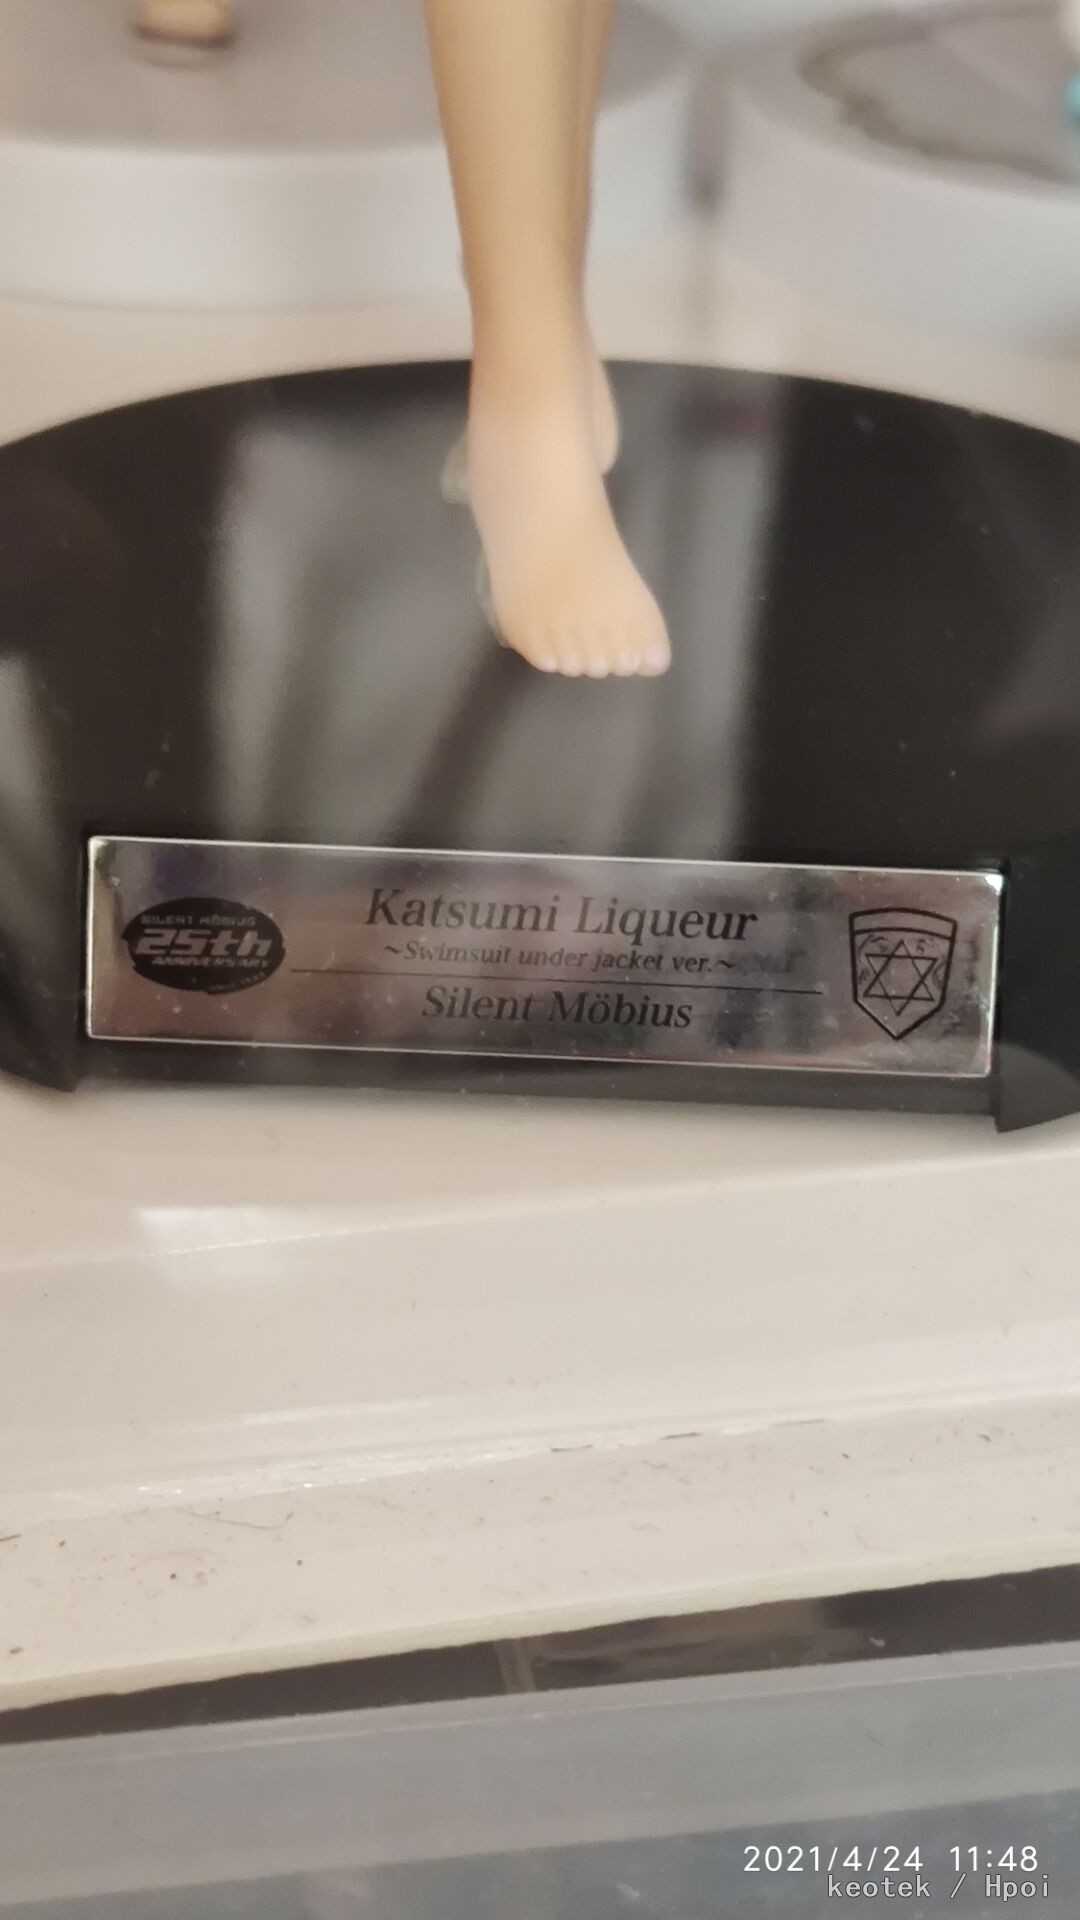 SILENT MÖBIUS
25th
ANNIVERSARY
Katsumi Liqueur
~Swimsuit under jacket ver.~
Silent Möbius
2021/4/24 11:48
keotek / Hpoi